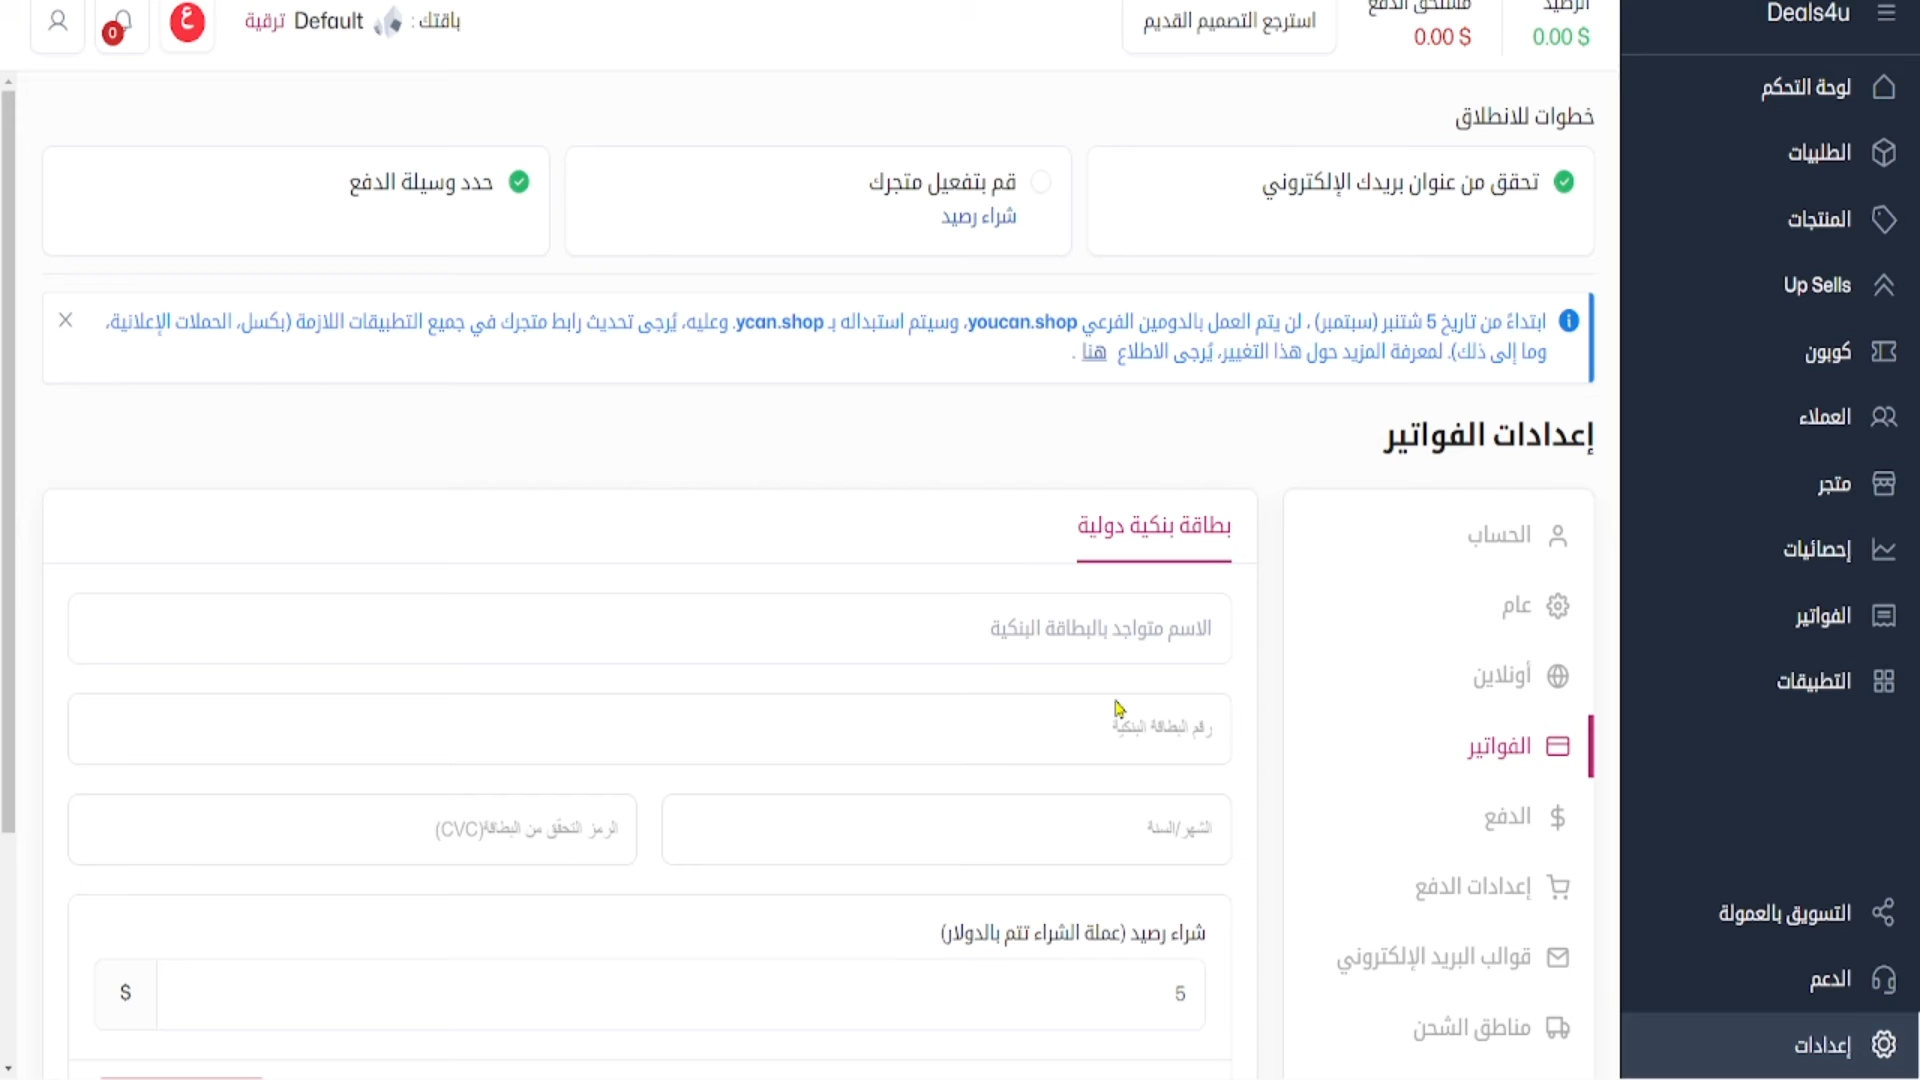 Deals4u
لوحة التحكم
الطلبيات
المنتجات
Up Sells
كوبون
العملاء
متجر
إحصائيات
الفواتير
التطبيقات
التسويق بالعمولة
الدعم
إعدادات
الرصيد
0.00 $
مستحق الدفع
0.00 $
استرجع التصميم القديم
باقتك : Default ترقية
ع
0
خطوات للانطلاق
تحقق من عنوان بريدك الإلكتروني
قم بتفعيل متجرك
شراء رصيد
حدد وسيلة الدفع
ابتداءً من تاريخ 5 شتنبر (سبتمبر) ، لن يتم العمل بالدومين الفرعي youcan.shop، وسيتم استبداله بـ ycan.shop. وعليه، يُرجى تحديث رابط متجرك في جميع التطبيقات اللازمة (بكسل، الحملات الإعلانية،
وما إلى ذلك). لمعرفة المزيد حول هذا التغيير، يُرجى الاطلاع هنا .
إعدادات الفواتير
الحساب
عام
أونلاين
الفواتير
الدفع
إعدادات الدفع
قوالب البريد الإلكتروني
مناطق الشحن
بطاقة بنكية دولية
الاسم متواجد بالبطاقة البنكية
رقم البطاقة البنكية
الشهر/السنة
الرمز التحقق من البطاقة(CVC)
شراء رصيد (عملة الشراء تتم بالدولار)
5
$